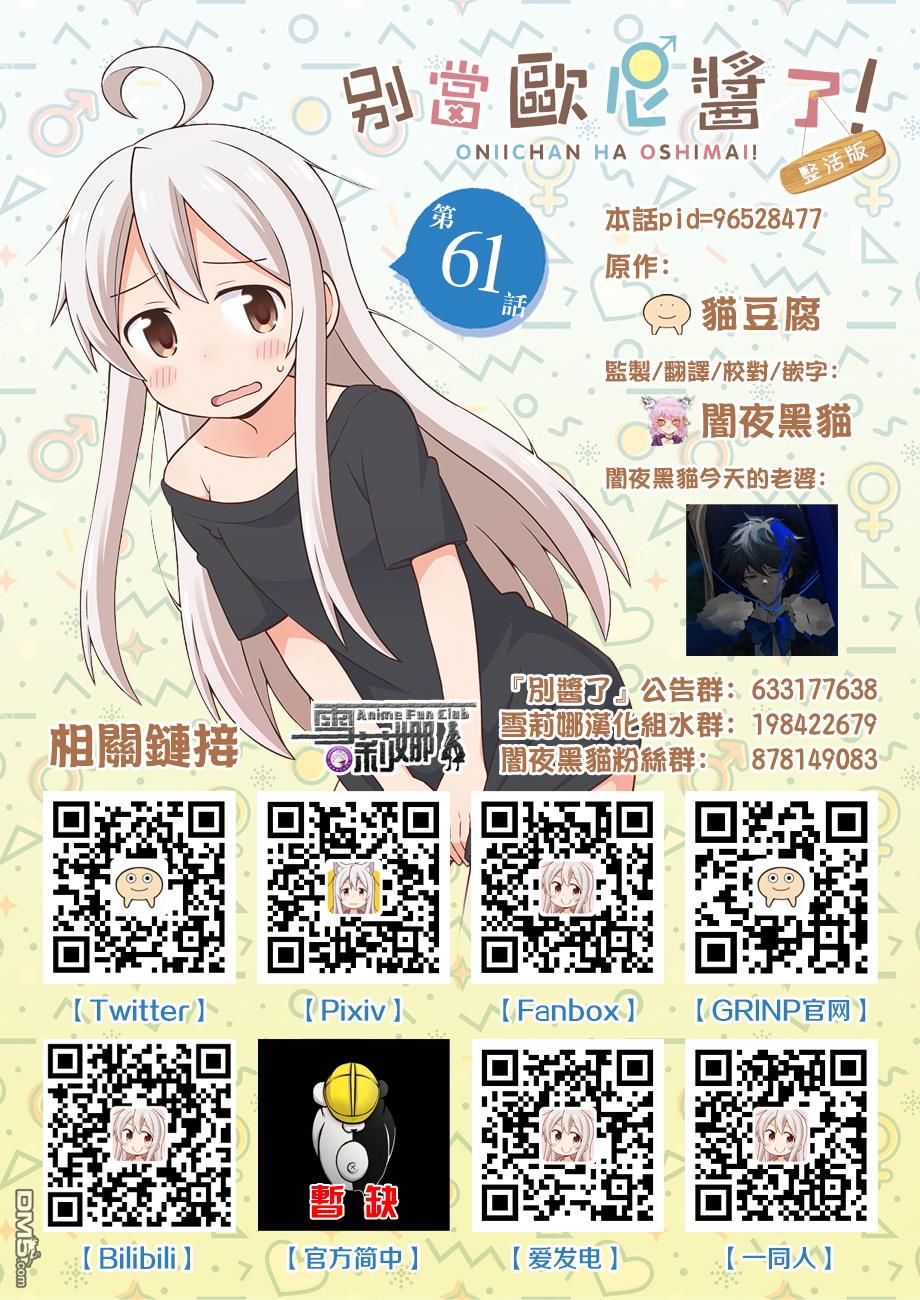 別當歐尼醬了!
ONIICHAN HA OSHIMAI!
整活版
第
61
話
本話pid=96528477
原作：
貓豆腐
監製/翻譯/校對/嵌字：
闇夜黑貓
闇夜黑貓今天的老婆：
『別醬了』公告群：633177638
雪莉娜漢化組水群：198422679
闇夜黑貓粉絲群：878149083
相關鏈接
Anime Fan Club
雪莉娜
【Twitter】
【Pixiv】
【Fanbox】
【GRINP官网】
暫缺
【Bilibili】
【官方简中】
【爱发电】
【一同人】
DM5.com